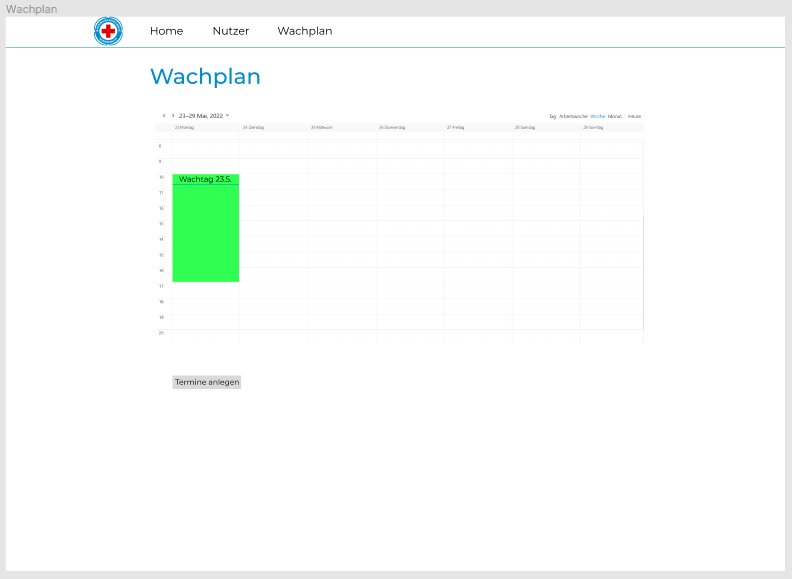 Wachplan
Home Nutzer Wachplan
Wachplan
23–29 Mai, 2022
Tag Arbeitswoche Woche Monat Heute
23 Montag 24 Dienstag 25 Mittwoch 26 Donnerstag 27 Freitag 28 Samstag 29 Sonntag
8
9
10
Wachtag 23.5.
11
12
13
14
15
16
17
18
19
20
Termine anlegen